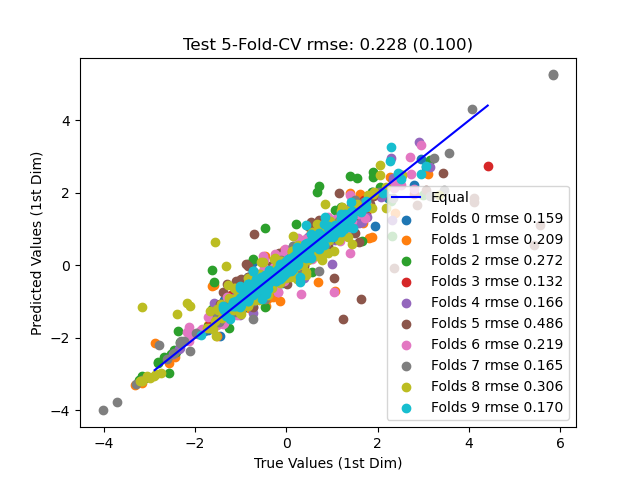 Test 5-Fold-CV rmse: 0.228 (0.100)
Predicted Values (1st Dim)
4
2
0
−2
−4
Equal
Folds 0 rmse 0.159
Folds 1 rmse 0.209
Folds 2 rmse 0.272
Folds 3 rmse 0.132
Folds 4 rmse 0.166
Folds 5 rmse 0.486
Folds 6 rmse 0.219
Folds 7 rmse 0.165
Folds 8 rmse 0.306
Folds 9 rmse 0.170
−4
−2
0
2
4
6
True Values (1st Dim)